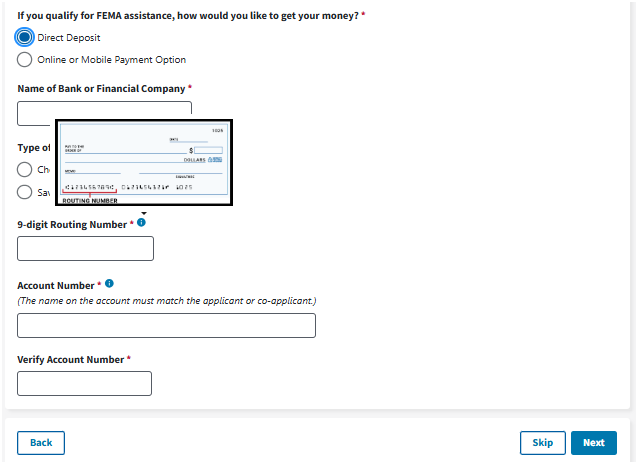 If you qualify for FEMA assistance, how would you like to get your money? *
Direct Deposit
Online or Mobile Payment Option
Name of Bank or Financial Company *
1025
DATE
PAY TO THE
ORDER OF
$
DOLLARS
MEMO
SIGNATURE
1025
ROUTING NUMBER
Type of
Ch
Sav
9-digit Routing Number *
Account Number *
(The name on the account must match the applicant or co-applicant.)
Verify Account Number *
Back
Skip
Next